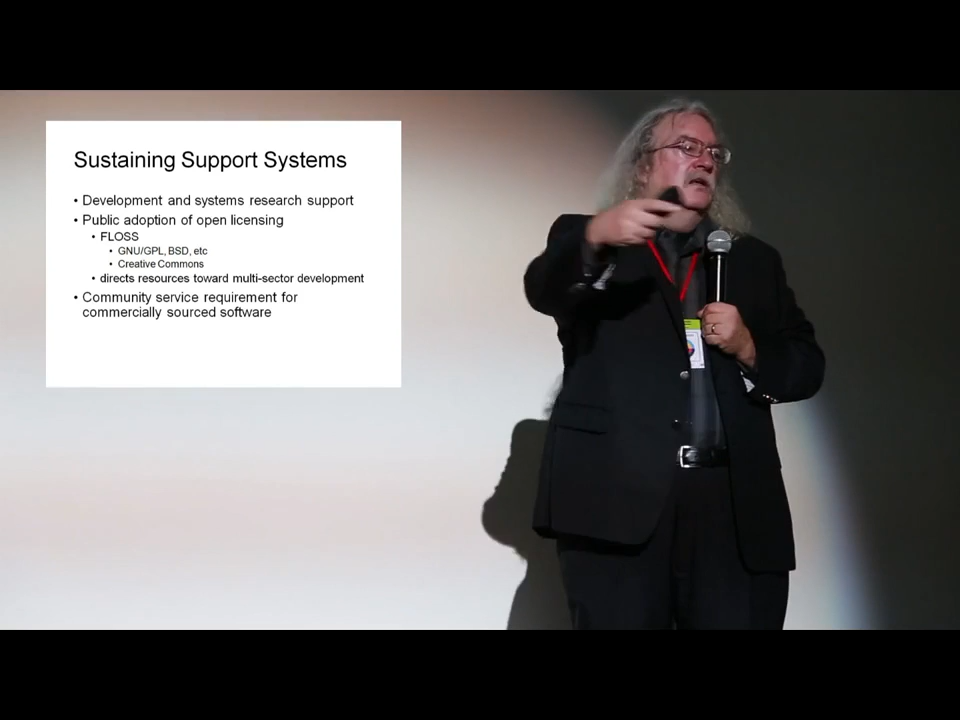 Sustaining Support Systems
• Development and systems research support
• Public adoption of open licensing
• FLOSS
• GNU/GPL, BSD, etc
• Creative Commons
• directs resources toward multi-sector development
• Community service requirement for
commercially sourced software